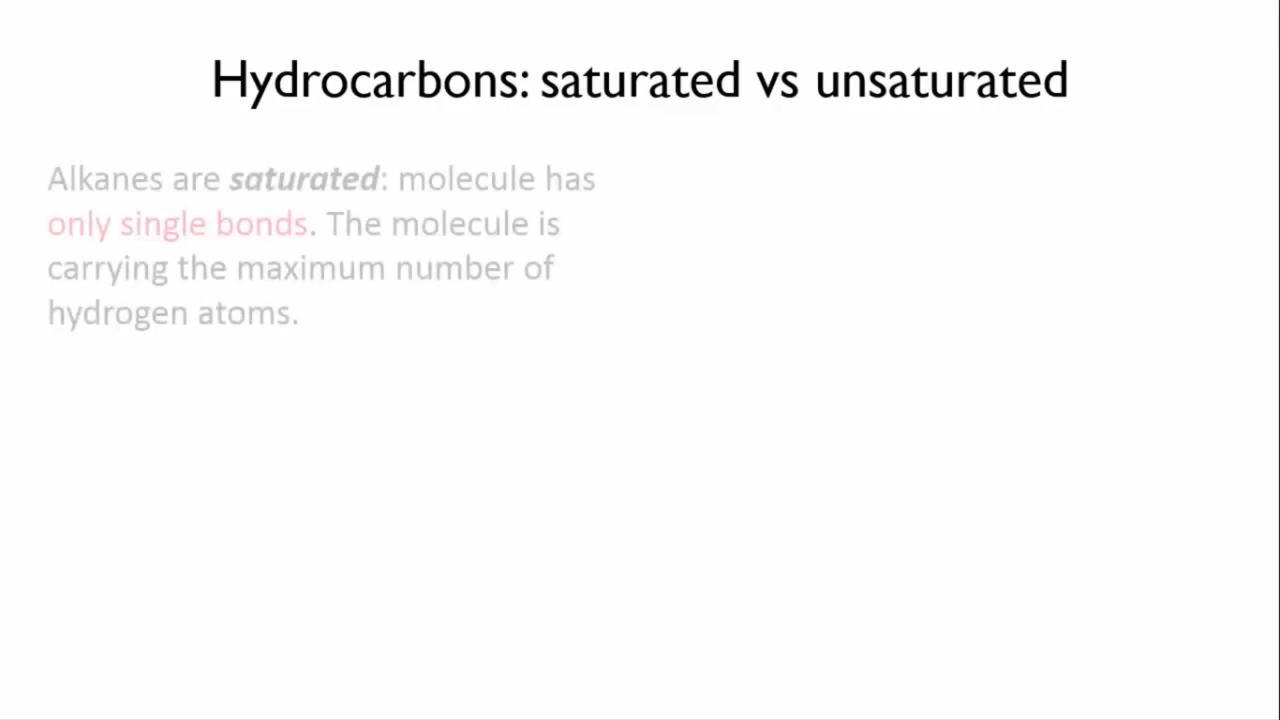 Hydrocarbons: saturated vs unsaturated
Alkanes are saturated: molecule has
only single bonds. The molecule is
carrying the maximum number of
hydrogen atoms.